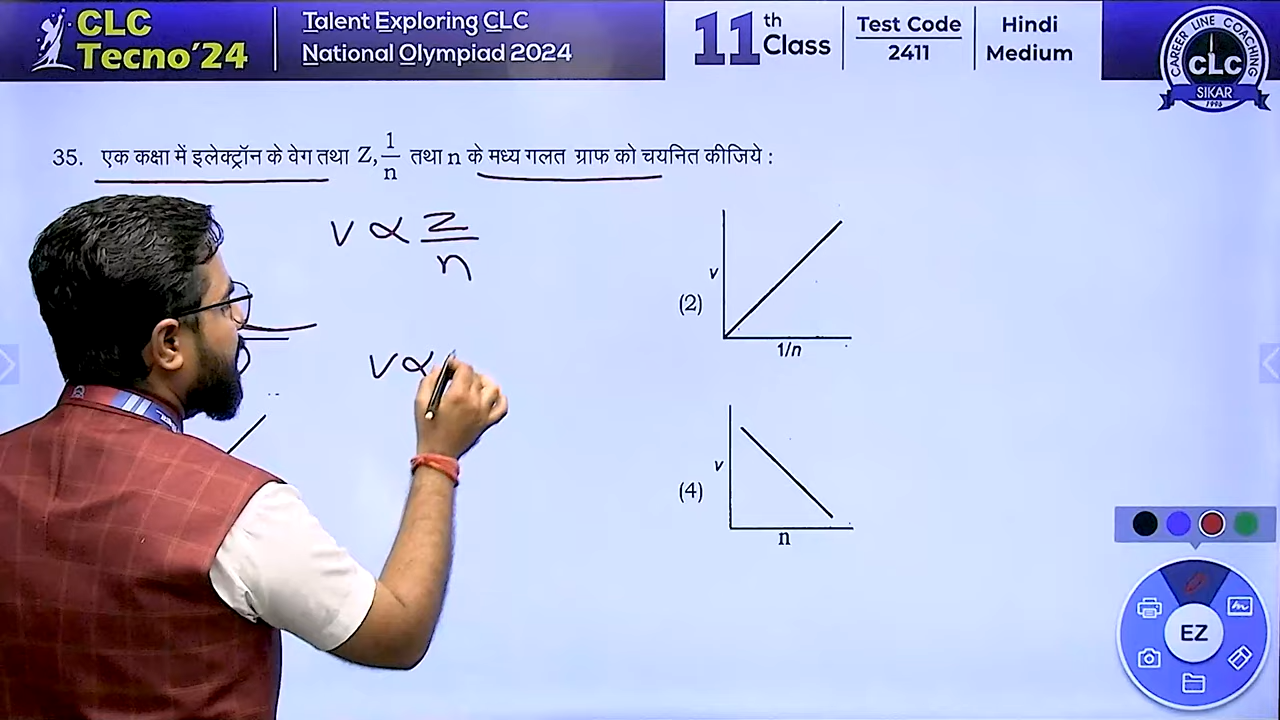 CLC
Tecno'24
Talent Exploring CLC
National Olympiad 2024
11th Class
Test Code
2411
Hindi
Medium
CAREER LINE COACHING
CLC
SIKAR
1996
35. एक कक्षा में इलेक्ट्रॉन के वेग तथा Z, 1/n तथा n के मध्य गलत ग्राफ को चयनित कीजिये :
v ∝ Z/n
v ∝
(2)
v
1/n
(4)
v
n
EZ